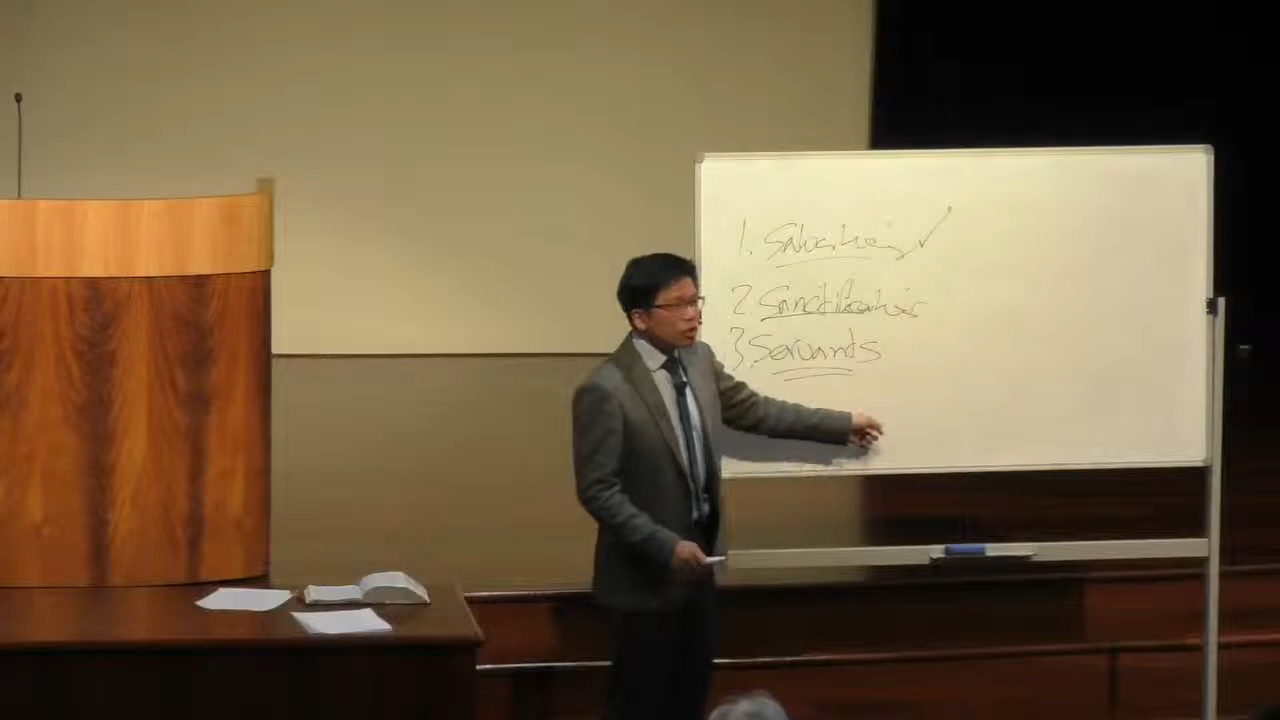 1. Salvation ✓
2 Sanctification
3. Servants